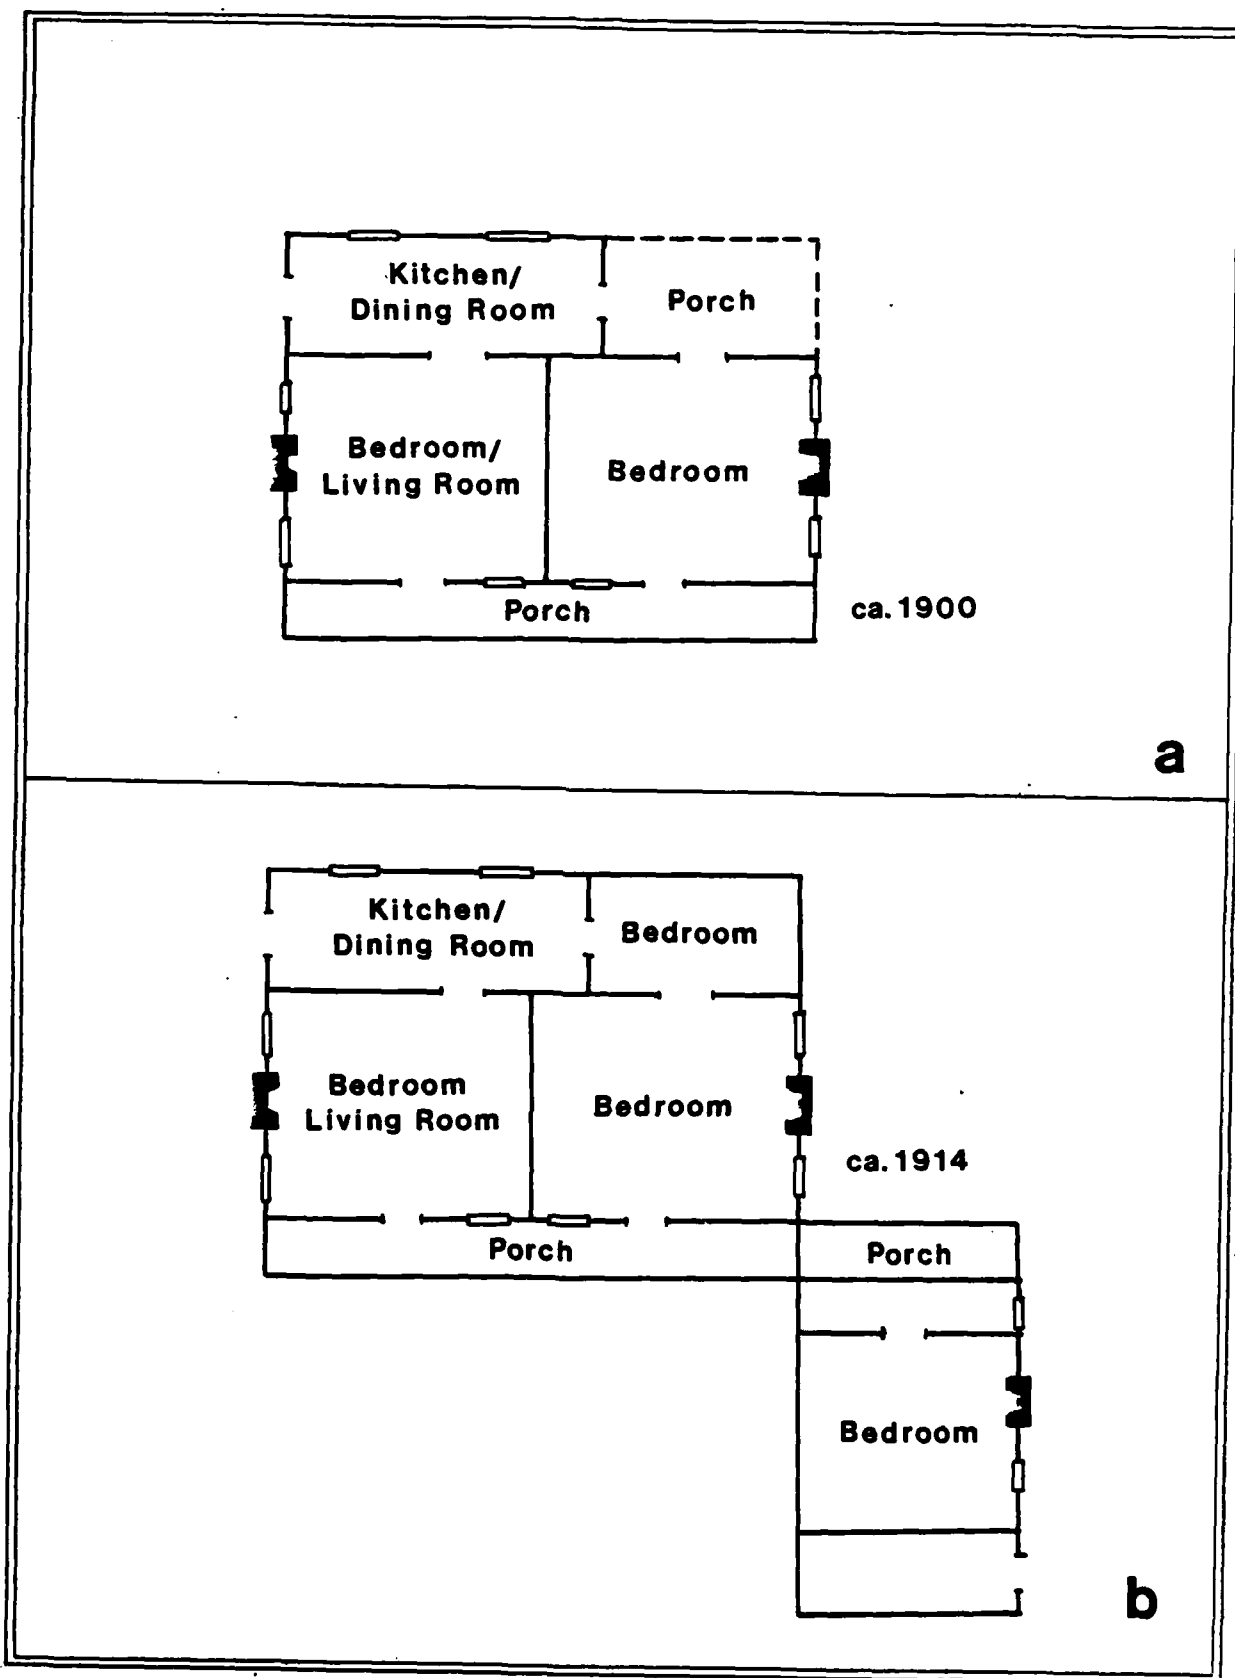 Kitchen/
Dining Room
Porch
Bedroom/
Living Room
Bedroom
Porch
ca. 1900
a
Kitchen/
Dining Room
Bedroom
Bedroom
Living Room
Bedroom
ca. 1914
Porch
Porch
Bedroom
b